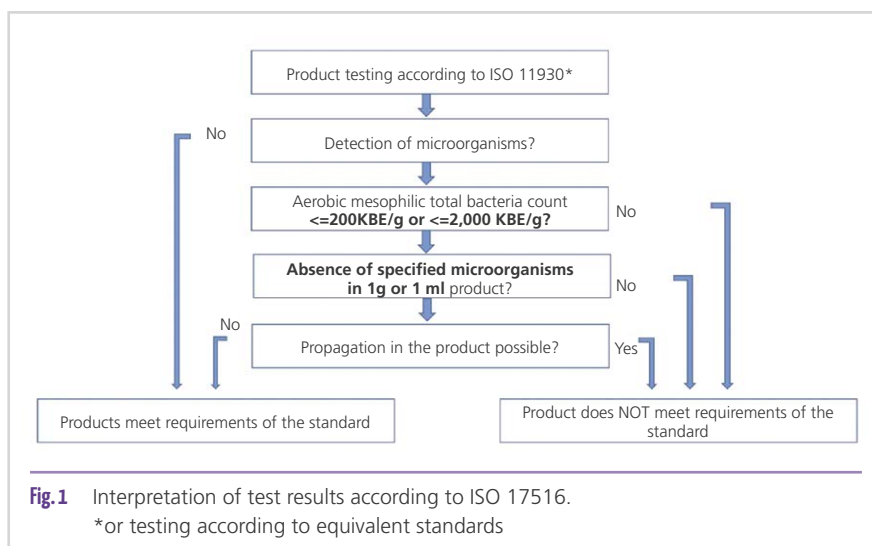 Product testing according to ISO 11930*
No
Detection of microorganisms?
Aerobic mesophilic total bacteria count
<=200KBE/g or <=2,000 KBE/g?
No
Absence of specified microorganisms
in 1g or 1 ml product?
No
No
Propagation in the product possible?
Yes
Products meet requirements of the standard
Product does NOT meet requirements of the
standard
Fig.1 Interpretation of test results according to ISO 17516.
*or testing according to equivalent standards